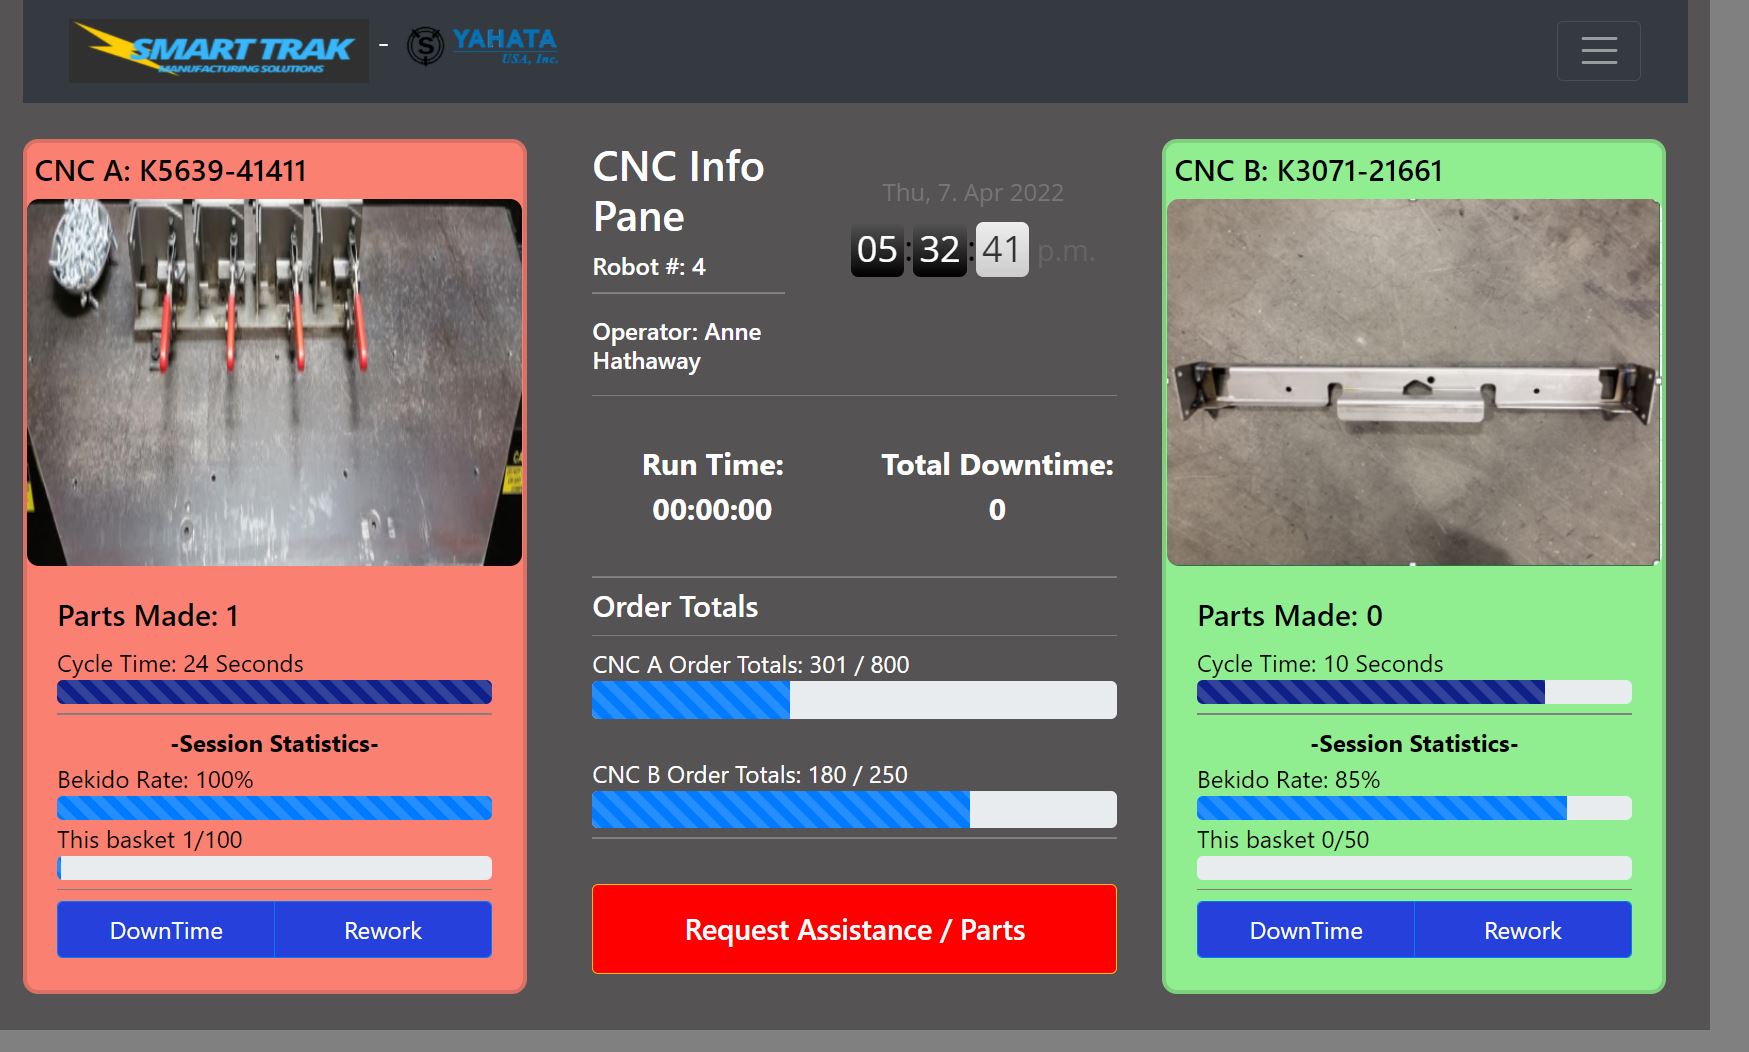 SMART TRAK
MANUFACTURING SOLUTIONS
-
S
YAHATA
USA, Inc.
CNC A: K5639-41411
Parts Made: 1
Cycle Time: 24 Seconds
-Session Statistics-
Bekido Rate: 100%
This basket 1/100
DownTime
Rework
CNC Info
Pane
Robot #: 4
Thu, 7. Apr 2022
05:32:41 p.m.
Operator: Anne
Hathaway
Run Time:
00:00:00
Total Downtime:
0
Order Totals
CNC A Order Totals: 301 / 800
CNC B Order Totals: 180 / 250
Request Assistance / Parts
CNC B: K3071-21661
Parts Made: 0
Cycle Time: 10 Seconds
-Session Statistics-
Bekido Rate: 85%
This basket 0/50
DownTime
Rework